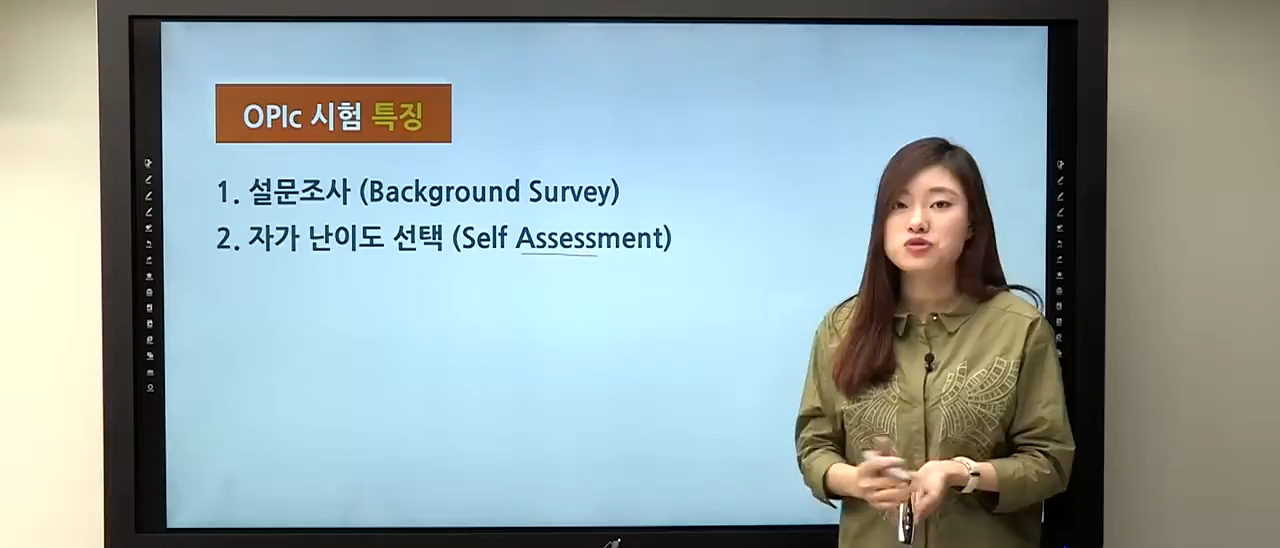 OPIc 시험 특징
1. 설문조사 (Background Survey)
2. 자가 난이도 선택 (Self Assessment)